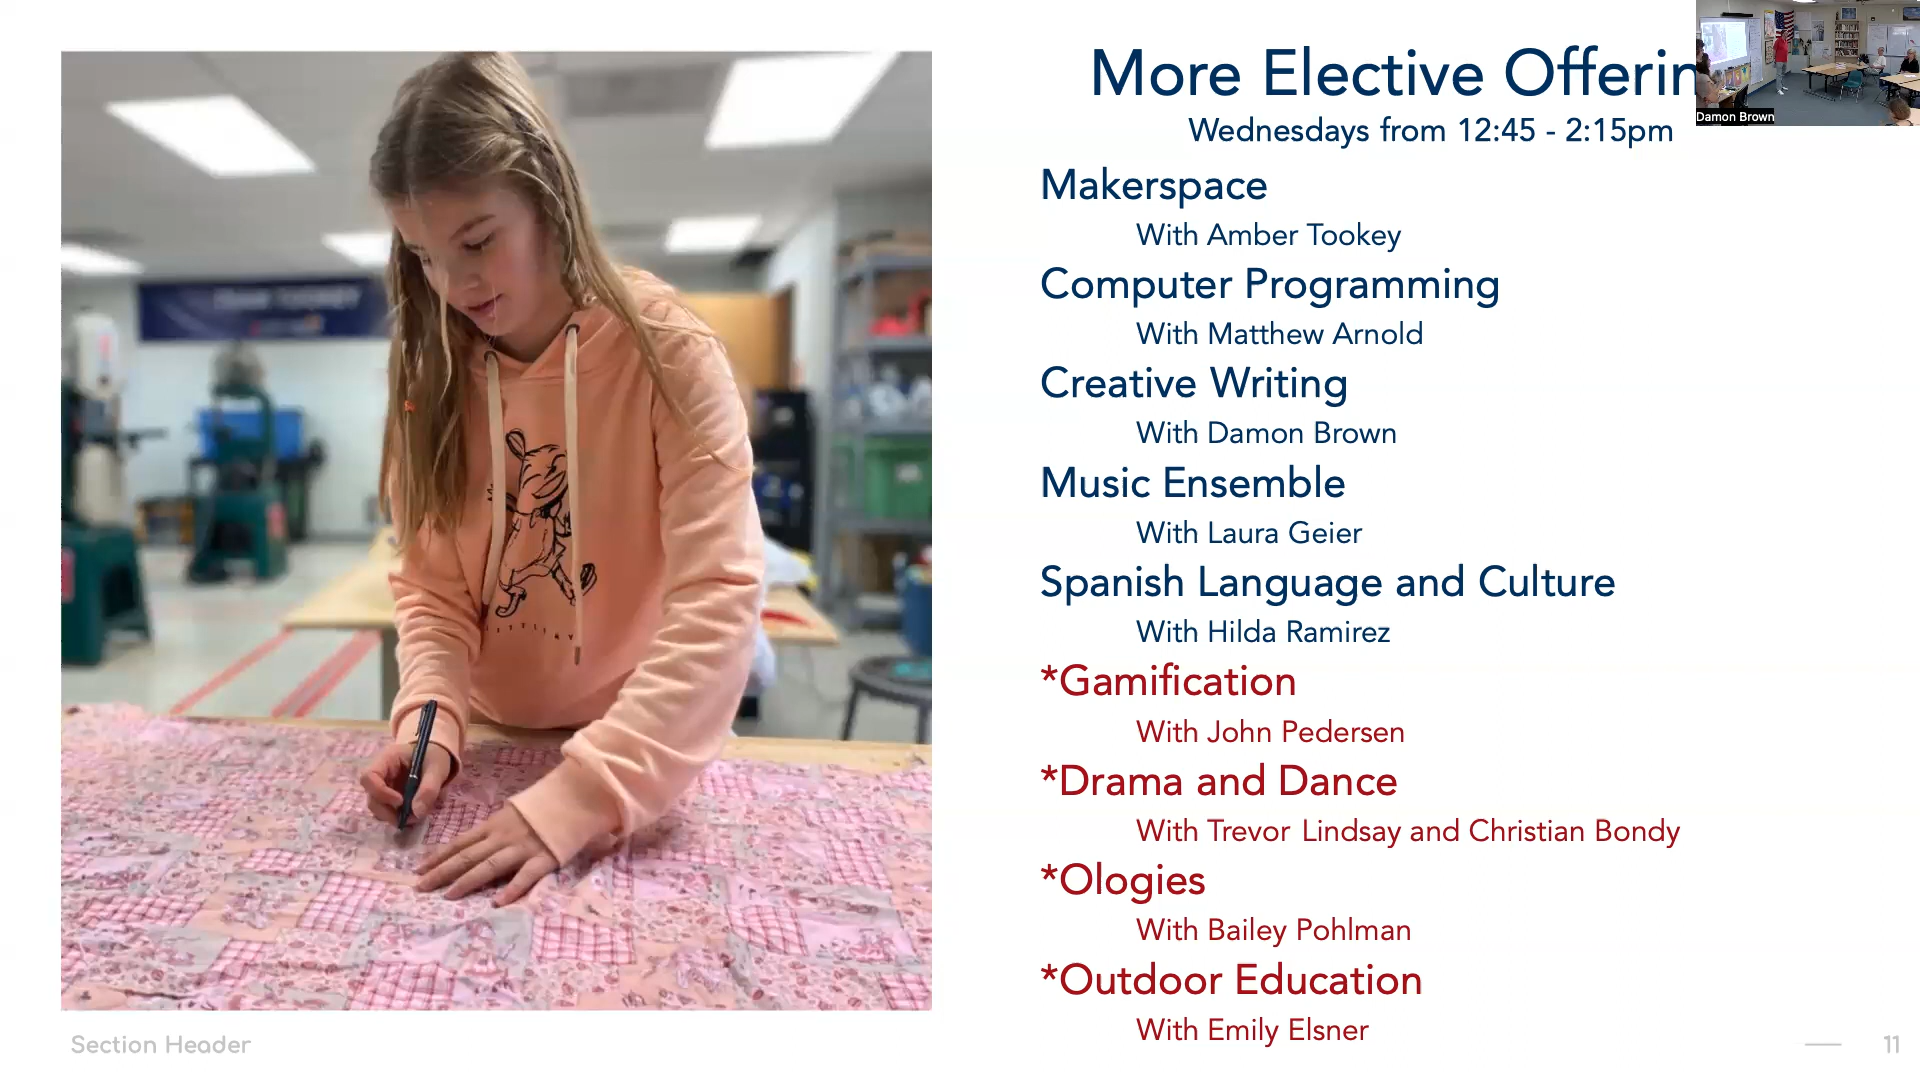 More Elective Offerin
Damon Brown
Wednesdays from 12:45 - 2:15pm
Makerspace
With Amber Tookey
Computer Programming
With Matthew Arnold
Creative Writing
With Damon Brown
Music Ensemble
With Laura Geier
Spanish Language and Culture
With Hilda Ramirez
*Gamification
With John Pedersen
*Drama and Dance
With Trevor Lindsay and Christian Bondy
*Ologies
With Bailey Pohlman
*Outdoor Education
With Emily Elsner
Section Header
11